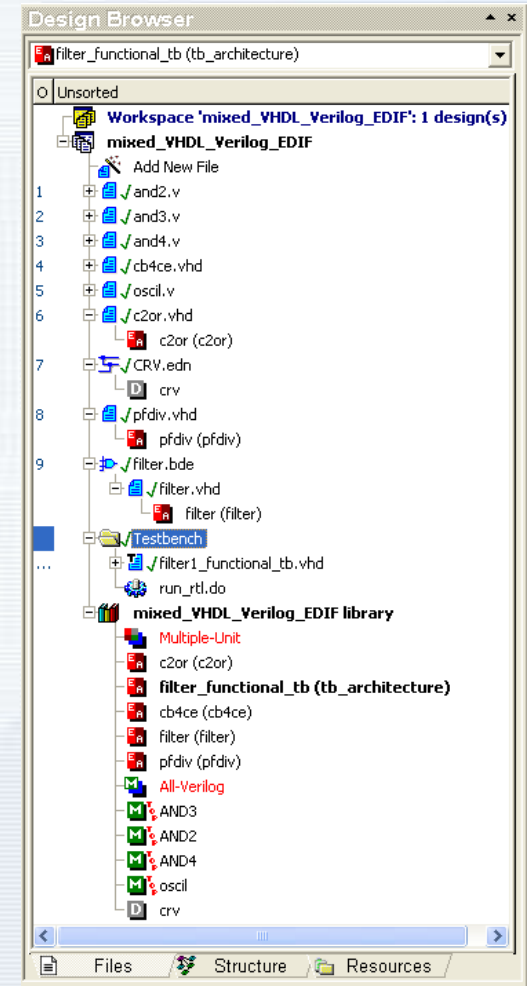 Design Browser
filter_functional_tb (tb_architecture)
O Unsorted
Workspace 'mixed_VHDL_Verilog_EDIF': 1 design(s)
mixed_VHDL_Verilog_EDIF
Add New File
1 and2.v
2 and3.v
3 and4.v
4 cb4ce.vhd
5 oscil.v
6 c2or.vhd
c2or (c2or)
7 CRV.edn
crv
8 pfdiv.vhd
pfdiv (pfdiv)
9 filter.bde
filter.vhd
filter (filter)
Testbench
... filter1_functional_tb.vhd
run_rtl.do
mixed_VHDL_Verilog_EDIF library
Multiple-Unit
c2or (c2or)
filter_functional_tb (tb_architecture)
cb4ce (cb4ce)
filter (filter)
pfdiv (pfdiv)
All-Verilog
AND3
AND2
AND4
oscil
crv
Files Structure Resources